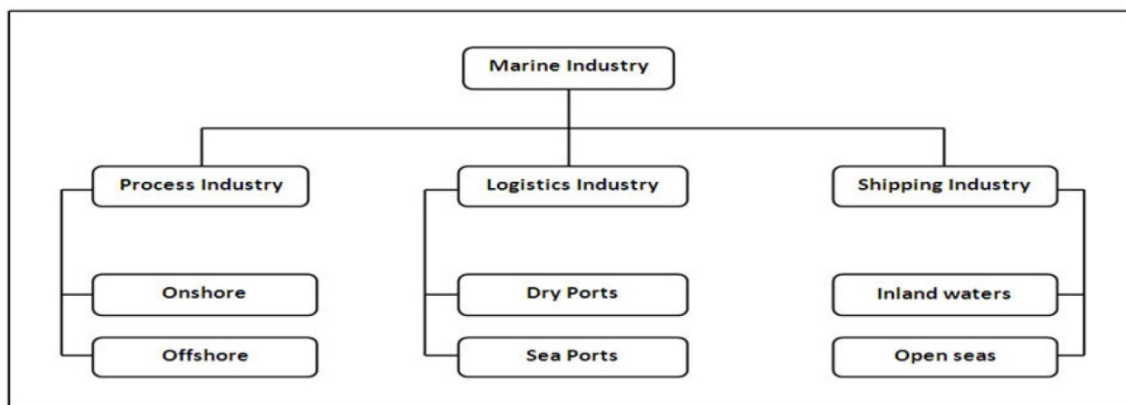 Marine Industry
Process Industry
Logistics Industry
Shipping Industry
Onshore
Dry Ports
Inland waters
Offshore
Sea Ports
Open seas